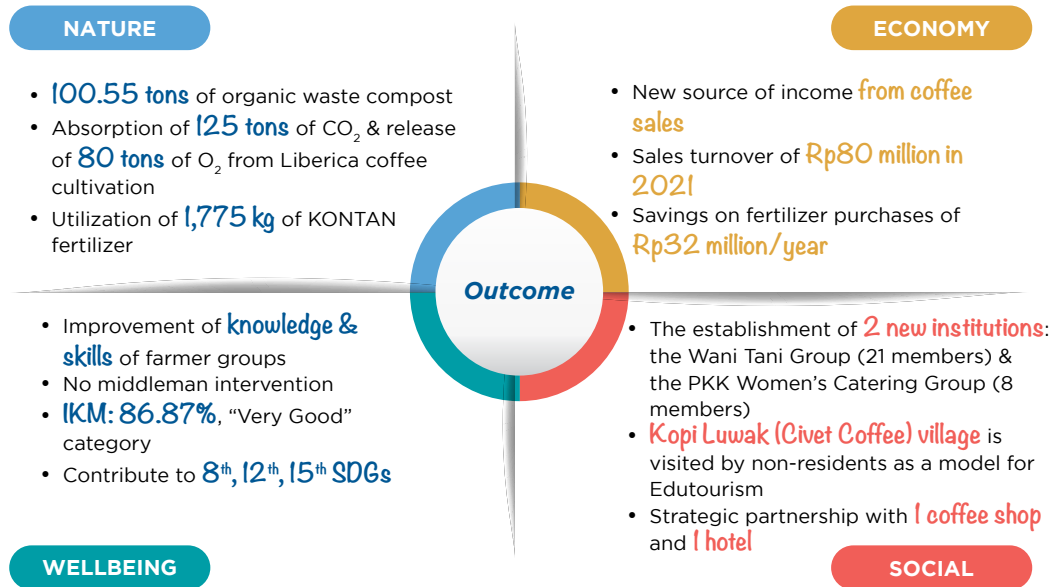 NATURE
• 100.55 tons of organic waste compost
• Absorption of 125 tons of CO₂ & release
of 80 tons of O₂ from Liberica coffee
cultivation
• Utilization of 1,775 kg of KONTAN
fertilizer
ECONOMY
• New source of income from coffee
sales
• Sales turnover of Rp80 million in
2021
• Savings on fertilizer purchases of
Rp32 million/year
Outcome
• Improvement of knowledge &
skills of farmer groups
• No middleman intervention
• IKM: 86.87%, “Very Good”
category
• Contribute to 8th, 12th, 15th SDGs
WELLBEING
• The establishment of 2 new institutions:
the Wani Tani Group (21 members) &
the PKK Women’s Catering Group (8
members)
• Kopi Luwak (Civet Coffee) village is
visited by non-residents as a model for
Edutourism
• Strategic partnership with 1 coffee shop
and 1 hotel
SOCIAL